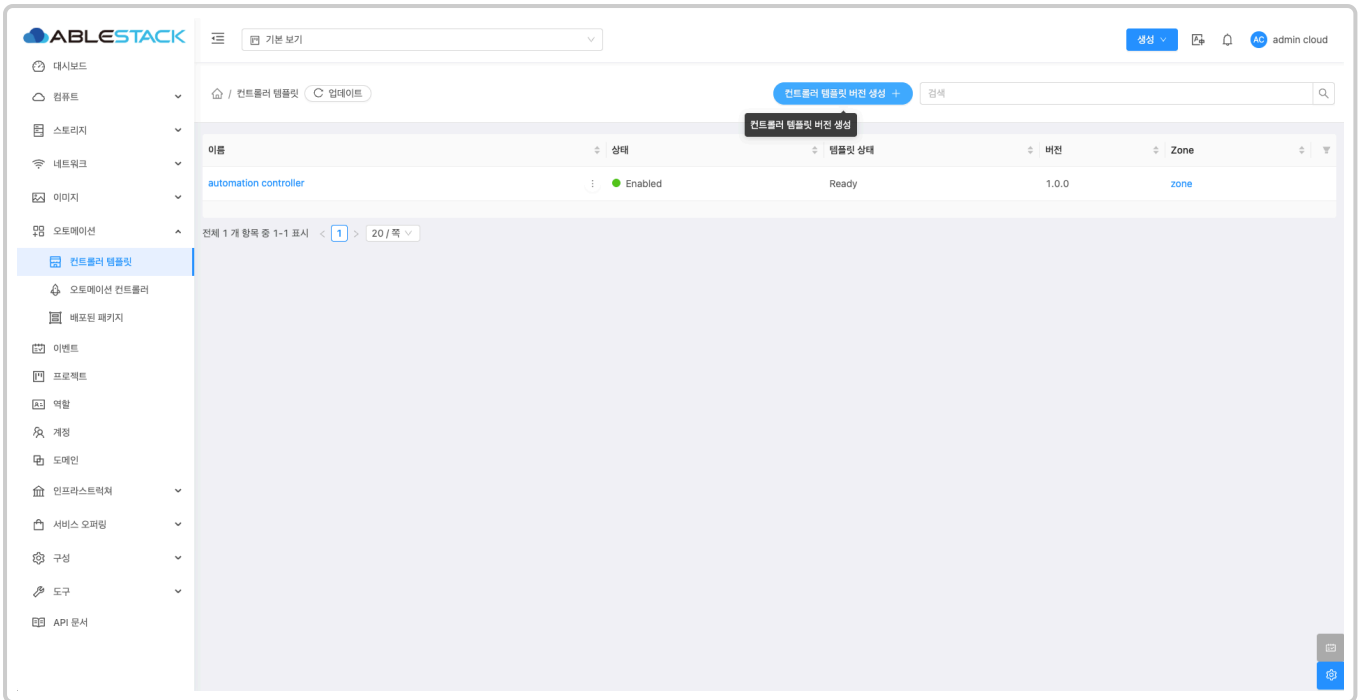 ABLESTACK
기본 보기
생성
AC admin cloud
대시보드
컴퓨트
스토리지
네트워크
이미지
오토메이션
컨트롤러 템플릿
오토메이션 컨트롤러
배포된 패키지
이벤트
프로젝트
역할
계정
도메인
인프라스트럭쳐
서비스 오퍼링
구성
도구
API 문서
/ 컨트롤러 템플릿 업데이트
컨트롤러 템플릿 버전 생성 +
검색
컨트롤러 템플릿 버전 생성
이름 상태 템플릿 상태 버전 Zone
automation controller Enabled Ready 1.0.0 zone
전체 1 개 항목 중 1-1 표시 < 1 > 20 / 쪽